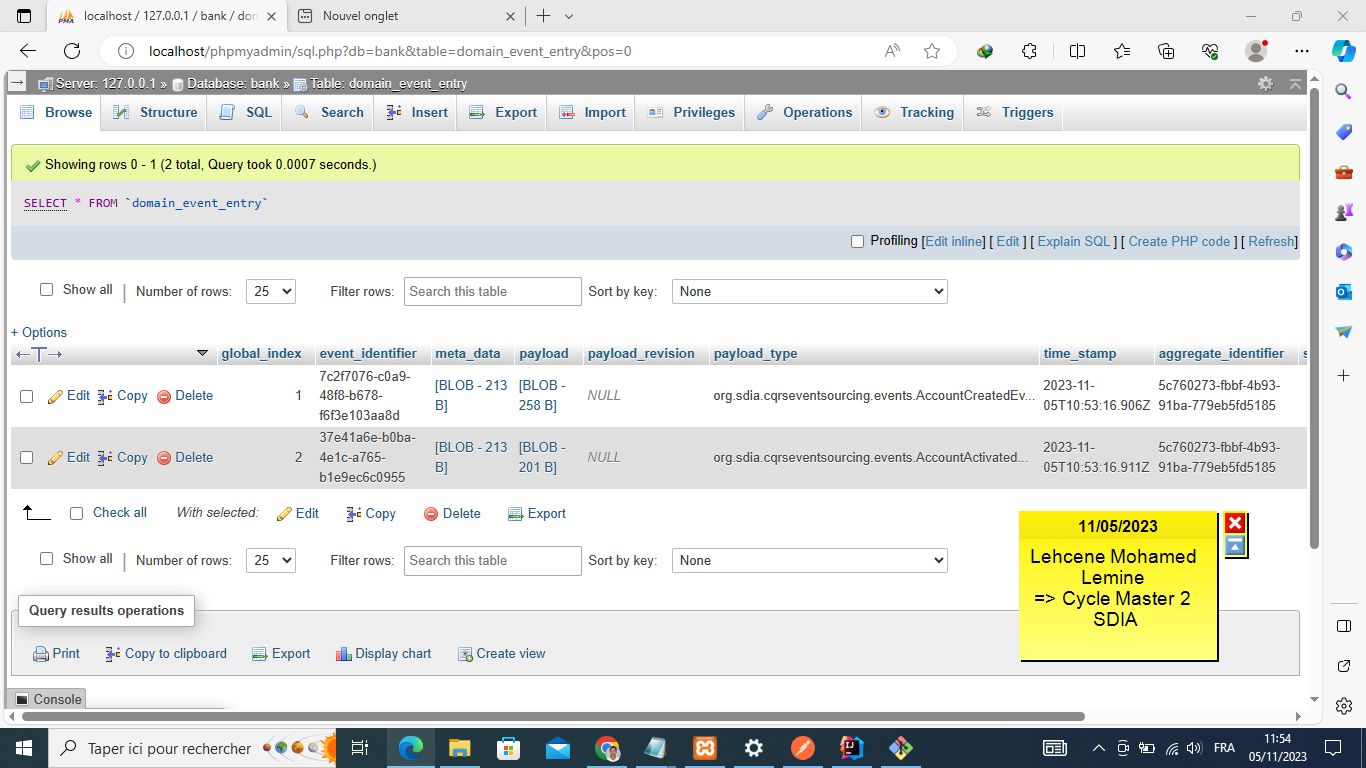 localhost / 127.0.0.1 / bank / dom
Nouvel onglet
localhost/phpmyadmin/sql.php?db=bank&table=domain_event_entry&pos=0
Server: 127.0.0.1 » Database: bank » Table: domain_event_entry
Browse Structure SQL Search Insert Export Import Privileges Operations Tracking Triggers
Showing rows 0 - 1 (2 total, Query took 0.0007 seconds.)
SELECT * FROM `domain_event_entry`
Profiling [Edit inline] [ Edit ] [ Explain SQL ] [ Create PHP code ] [ Refresh]
Show all | Number of rows: 25 Filter rows: Search this table Sort by key: None
+ Options
←T→ global_index event_identifier meta_data payload payload_revision payload_type time_stamp aggregate_identifier s
Edit Copy Delete 1 7c2f7076-c0a9-48f8-b678-f6f3e103aa8d [BLOB - 213 B] [BLOB - 258 B] NULL org.sdia.cqrseventsourcing.events.AccountCreatedEv... 2023-11-05T10:53:16.906Z 5c760273-fbbf-4b93-91ba-779eb5fd5185
Edit Copy Delete 2 37e41a6e-b0ba-4e1c-a765-b1e9ec6c0955 [BLOB - 213 B] [BLOB - 201 B] NULL org.sdia.cqrseventsourcing.events.AccountActivated... 2023-11-05T10:53:16.911Z 5c760273-fbbf-4b93-91ba-779eb5fd5185
Check all With selected: Edit Copy Delete Export
Show all | Number of rows: 25 Filter rows: Search this table Sort by key: None
11/05/2023
Lehcene Mohamed
Lemine
=> Cycle Master 2
SDIA
Query results operations
Print Copy to clipboard Export Display chart Create view
Console
Taper ici pour rechercher
FRA
11:54
05/11/2023